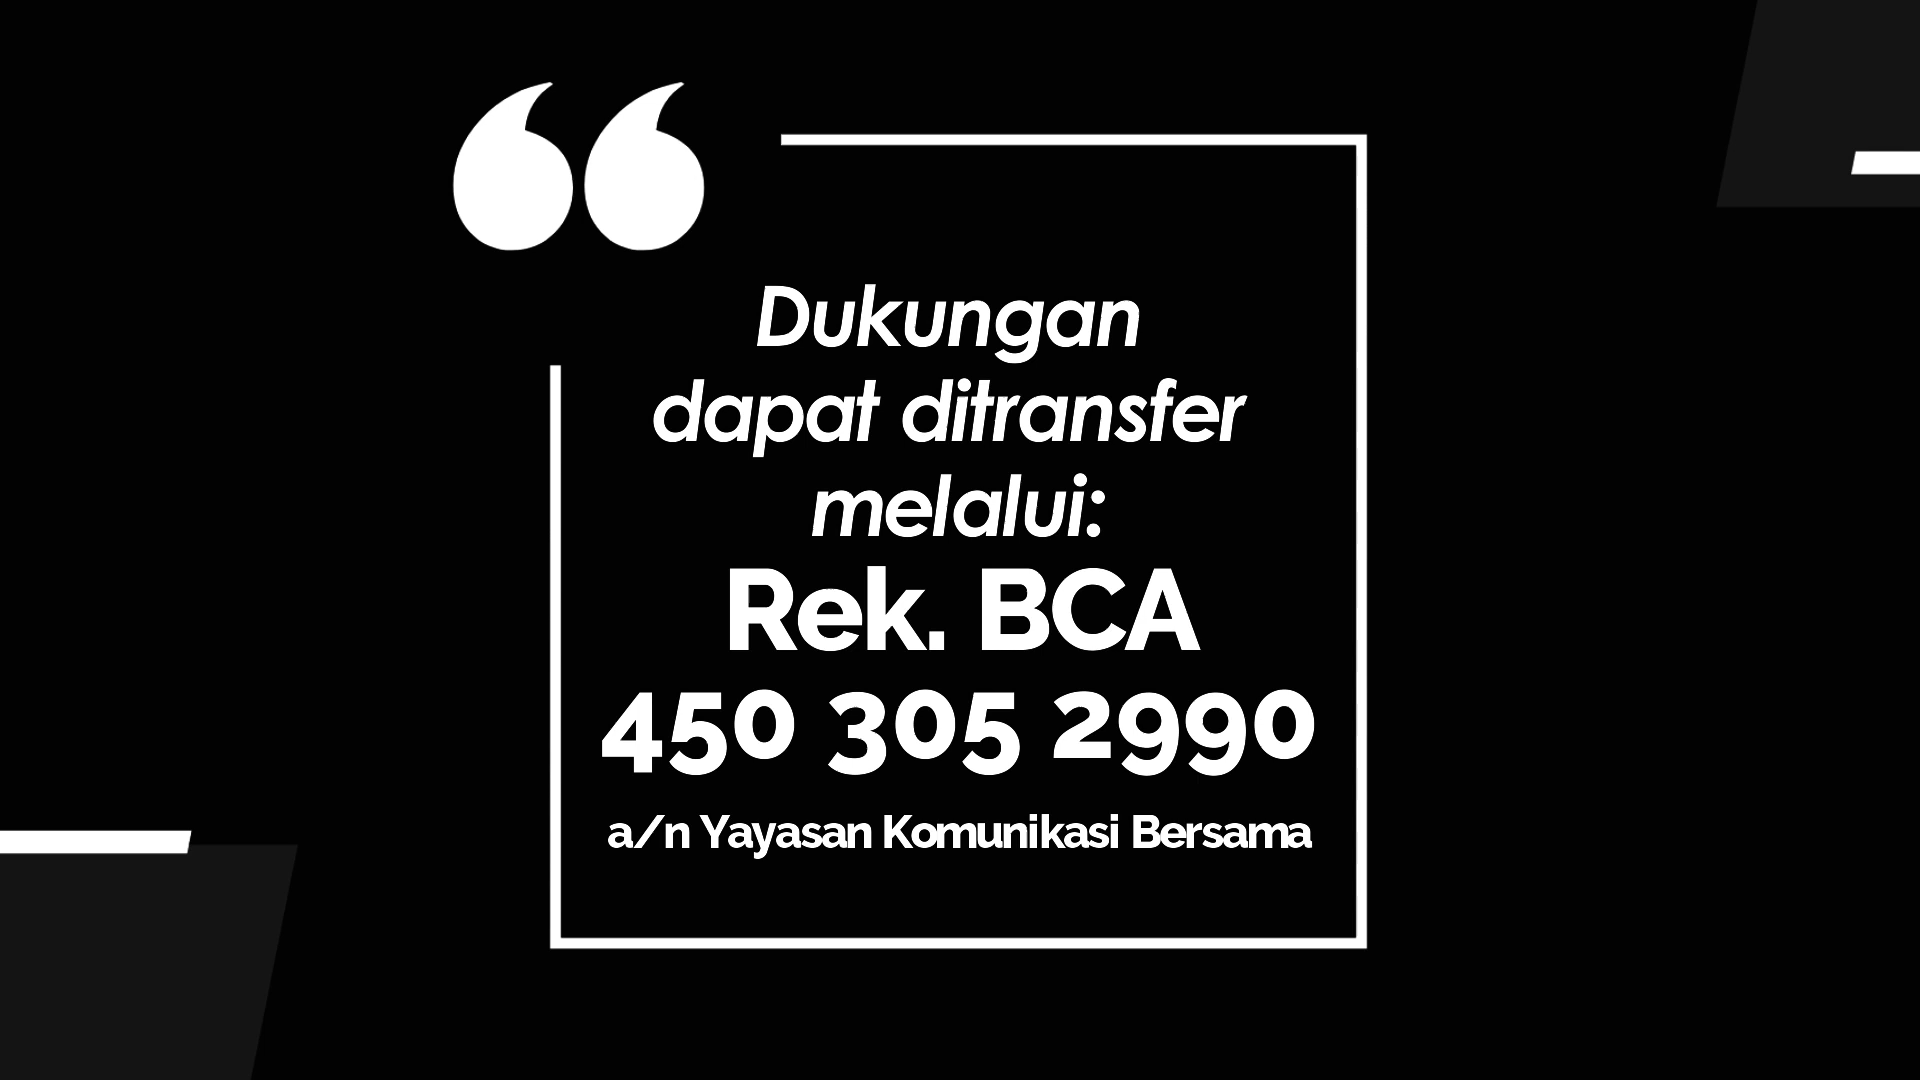 Dukungan
dapat ditransfer
melalui:
Rek. BCA
450 305 2990
a/n Yayasan Komunikasi Bersama